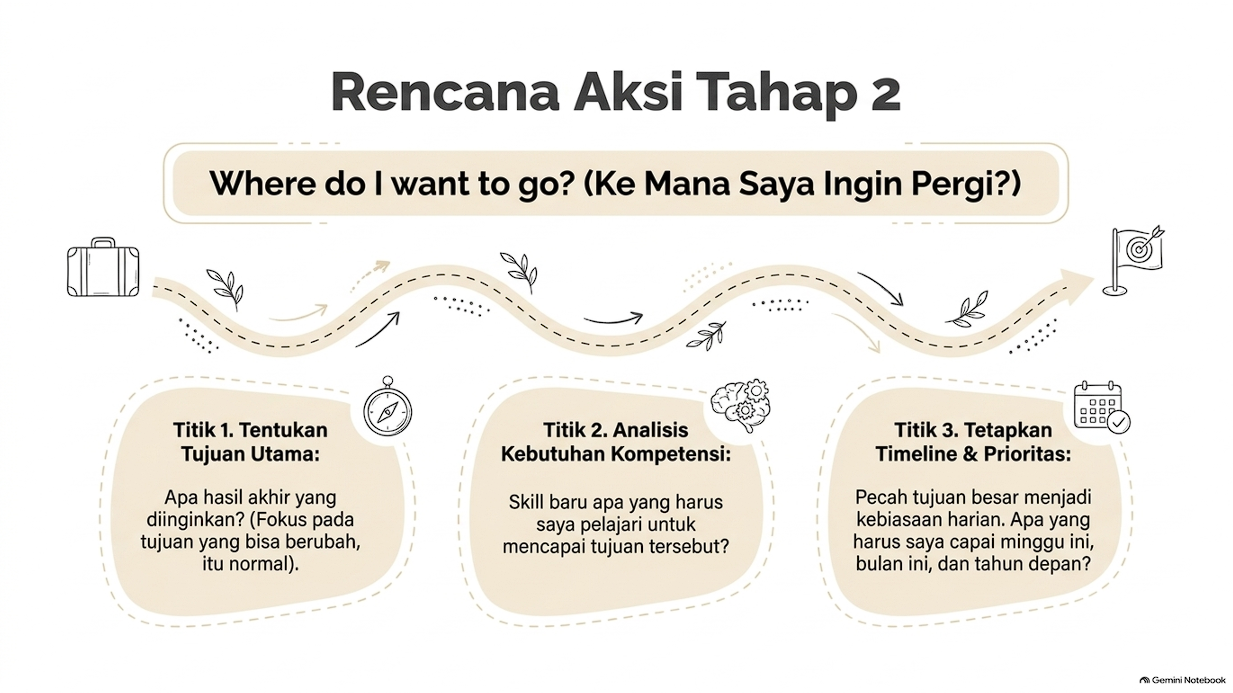 Rencana Aksi Tahap 2
Where do I want to go? (Ke Mana Saya Ingin Pergi?)
Titik 1. Tentukan
Tujuan Utama:
Apa hasil akhir yang
diinginkan? (Fokus pada
tujuan yang bisa berubah,
itu normal).
Titik 2. Analisis
Kebutuhan Kompetensi:
Skill baru apa yang harus
saya pelajari untuk
mencapai tujuan tersebut?
Titik 3. Tetapkan
Timeline & Prioritas:
Pecah tujuan besar menjadi
kebiasaan harian. Apa yang
harus saya capai minggu ini,
bulan ini, dan tahun depan?
Gemini Notebook